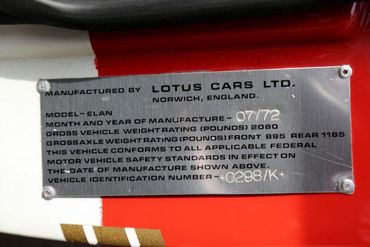 MANUFACTURED BY LOTUS CARS LTD.
NORWICH, ENGLAND.
MODEL-ELAN
MONTH AND YEAR OF MANUFACTURE- 07/72
GROSS VEHICLE WEIGHT RATING (POUNDS) 2080
GROSS AXLE WEIGHT RATING (POUNDS) FRONT 895 REAR 1185
THIS VEHICLE CONFORMS TO ALL APPLICABLE FEDERAL
MOTOR VEHICLE SAFETY STANDARDS IN EFFECT ON
THE DATE OF MANUFACTURE SHOWN ABOVE.
VEHICLE IDENTIFICATION NUMBER- +0298/K+